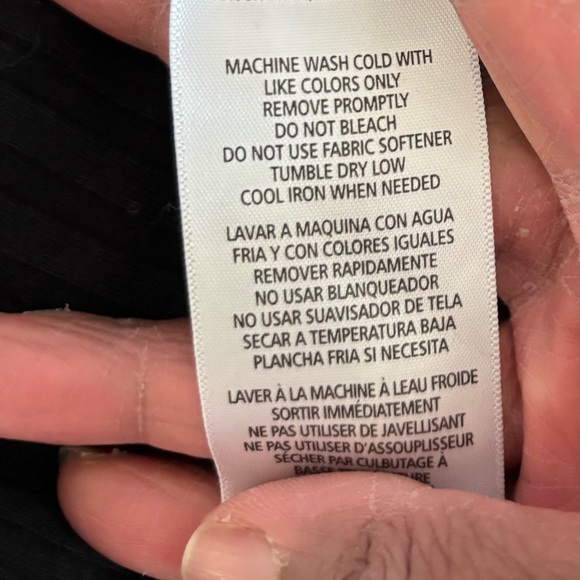 MACHINE WASH COLD WITH
LIKE COLORS ONLY
REMOVE PROMPTLY
DO NOT BLEACH
DO NOT USE FABRIC SOFTENER
TUMBLE DRY LOW
COOL IRON WHEN NEEDED
LAVAR A MAQUINA CON AGUA
FRIA Y CON COLORES IGUALES
REMOVER RAPIDAMENTE
NO USAR BLANQUEADOR
NO USAR SUAVISADOR DE TELA
SECAR A TEMPERATURA BAJA
PLANCHA FRIA SI NECESITA
LAVER À LA MACHINE À LEAU FROIDE
SORTIR IMMÉDIATEMENT
NE PAS UTILISER DE JAVELLISANT
NE PAS UTILISER D'ASSOUPLISSEUR
SÉCHER PAR CULBUTAGE À